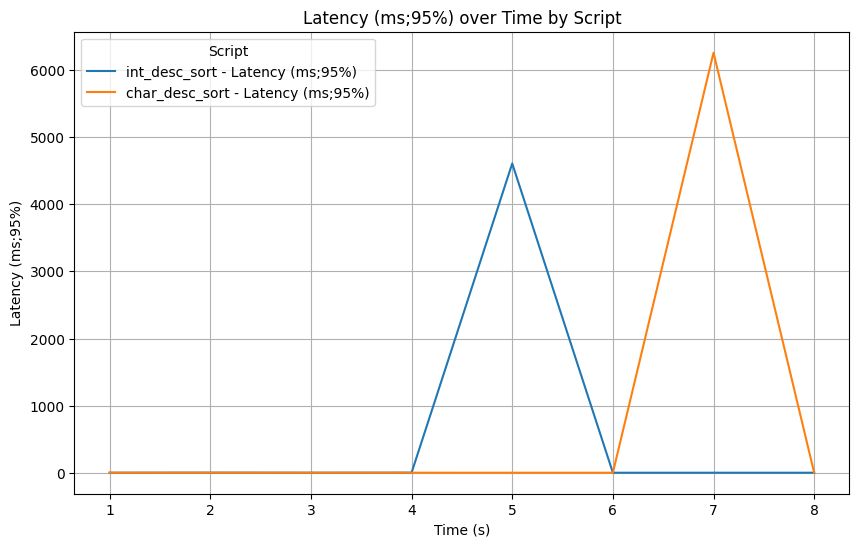 Latency (ms;95%) over Time by Script
Script
int_desc_sort - Latency (ms;95%)
char_desc_sort - Latency (ms;95%)
Latency (ms;95%)
6000
5000
4000
3000
2000
1000
0
1 2 3 4 5 6 7 8
Time (s)